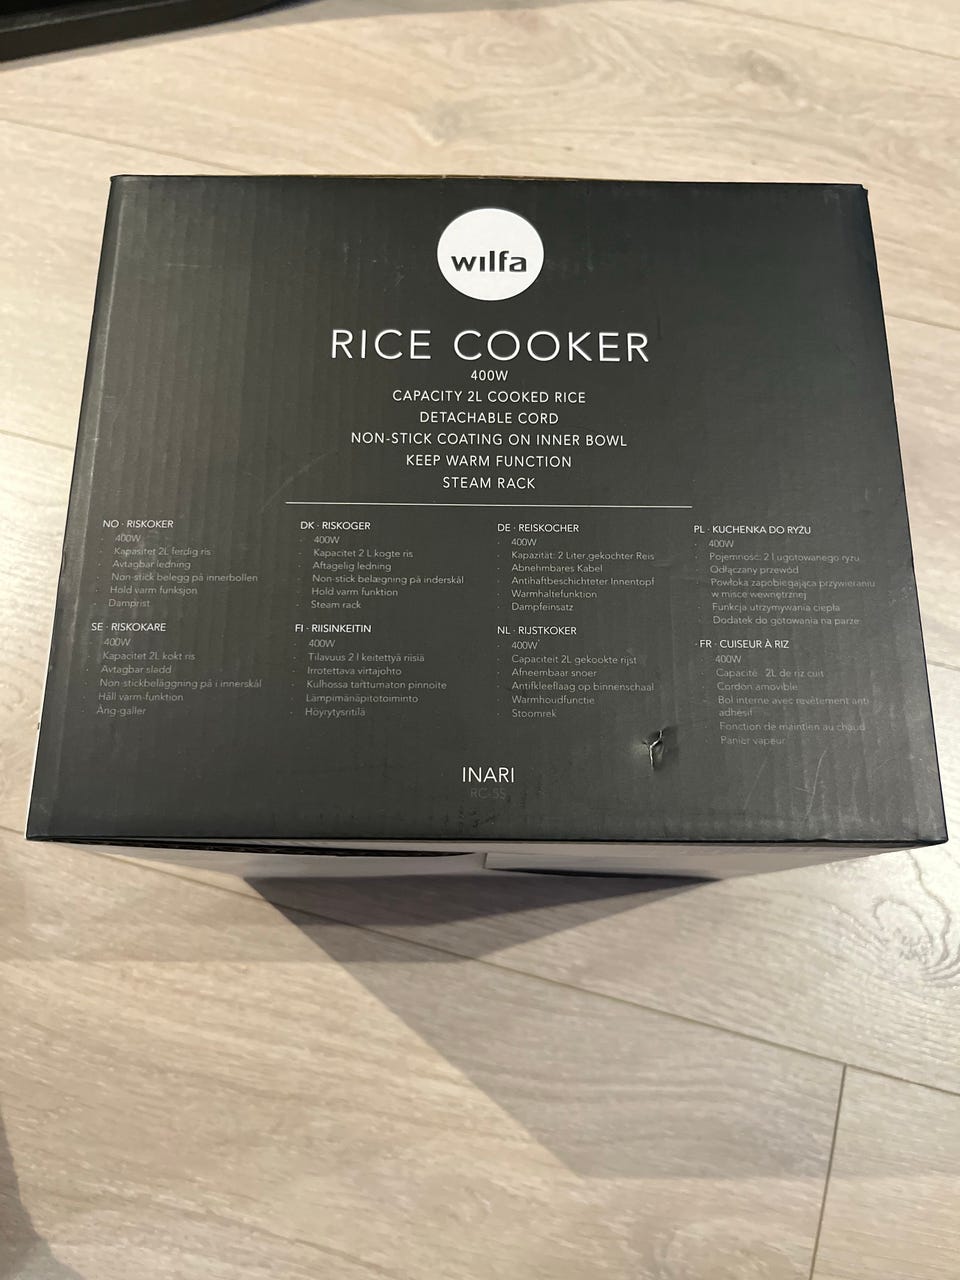 wilfa
RICE COOKER
400W
CAPACITY 2L COOKED RICE
DETACHABLE CORD
NON-STICK COATING ON INNER BOWL
KEEP WARM FUNCTION
STEAM RACK
NO · RISKOKER
· 400W
· Kapasitet 2L ferdig ris
· Avtagbar ledning
· Non-stick belegg på innerbollen
· Hold varm funksjon
· Damprist
SE · RISKOKARE
· 400W
· Kapacitet 2L kokt ris
· Avtagbar sladd
· Non-stickbeläggning på i innerskål
· Håll varm-funktion
· Ång-galler
DK · RISKOGER
· 400W
· Kapacitet 2 L kogte ris
· Aftagelig ledning
· Non-stick belægning på inderskål
· Hold varm funktion
· Steam rack
FI · RIISINKEITIN
· 400W
· Tilavuus 2 l keitettyä riisiä
· Irrotettava virtajohto
· Kulhossa tarttumaton pinnoite
· Lämpimänäpitotoiminto
· Höyrytysritilä
DE · REISKOCHER
· 400W
· Kapazität: 2 Liter gekochter Reis
· Abnehmbares Kabel
· Antihaftbeschichteter Innentopf
· Warmhaltefunktion
· Dampfeinsatz
NL · RIJSTKOKER
· 400W
· Capaciteit 2L gekookte rijst
· Afneembaar snoer
· Antifkleeflaag op binnenschaal
· Warmhoudfunctie
· Stoomrek
PL · KUCHENKA DO RYŻU
· 400W
· Pojemność: 2 l ugotowanego ryżu
· Odłączany przewód
· Powłoka zapobiegająca przywieraniu
w misce wewnętrznej
· Funkcja utrzymywania ciepła
· Dodatek do gotowania na parze
FR · CUISEUR À RIZ
· 400W
· Capacité 2L de riz cuit
· Cordon amovible
· Bol interne avec revêtement anti
adhésif
· Fonction de maintien au chaud
· Panier vapeur
INARI
RC-5S